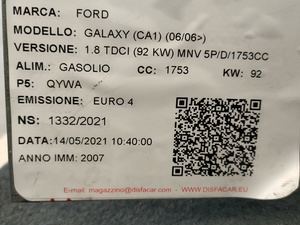 MARCA: FORD
MODELLO: GALAXY (CA1) (06/06>)
VERSIONE: 1.8 TDCI (92 KW) MNV 5P/D/1753CC
ALIM.: GASOLIO CC: 1753 KW: 92
P5: QYWA
EMISSIONE: EURO 4
NS: 1332/2021
DATA: 14/05/2021 10:40:00
ANNO IMM: 2007
E-mail: magazzino@disfacar.eu WWW.DISFACAR.EU